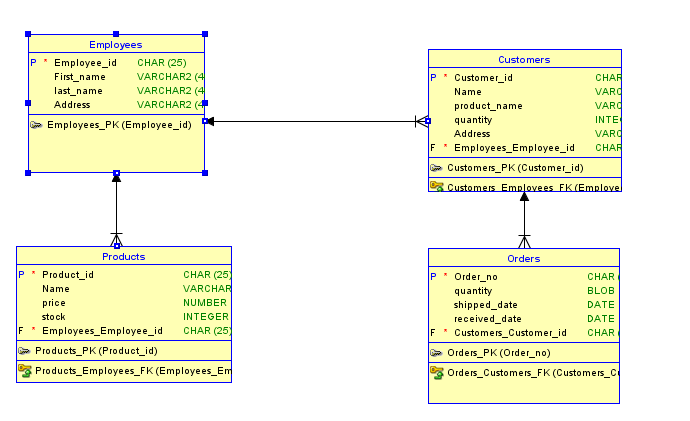 Employees
P * Employee_id CHAR (25)
First_name VARCHAR2 (4
last_name VARCHAR2 (4
Address VARCHAR2 (4
Employees_PK (Employee_id)
Customers
P * Customer_id CHAR
Name VARC
product_name VARC
quantity INTE
Address VARC
F * Employees_Employee_id CHAR
Customers_PK (Customer_id)
Customers_Employees_FK (Employe
Products
P * Product_id CHAR (25)
Name VARCHAR
price NUMBER
stock INTEGER
F * Employees_Employee_id CHAR (25)
Products_PK (Product_id)
Products_Employees_FK (Employees_Em
Orders
P * Order_no CHAR (
quantity BLOB
shipped_date DATE
received_date DATE
F * Customers_Customer_id CHAR (
Orders_PK (Order_no)
Orders_Customers_FK (Customers_Cu